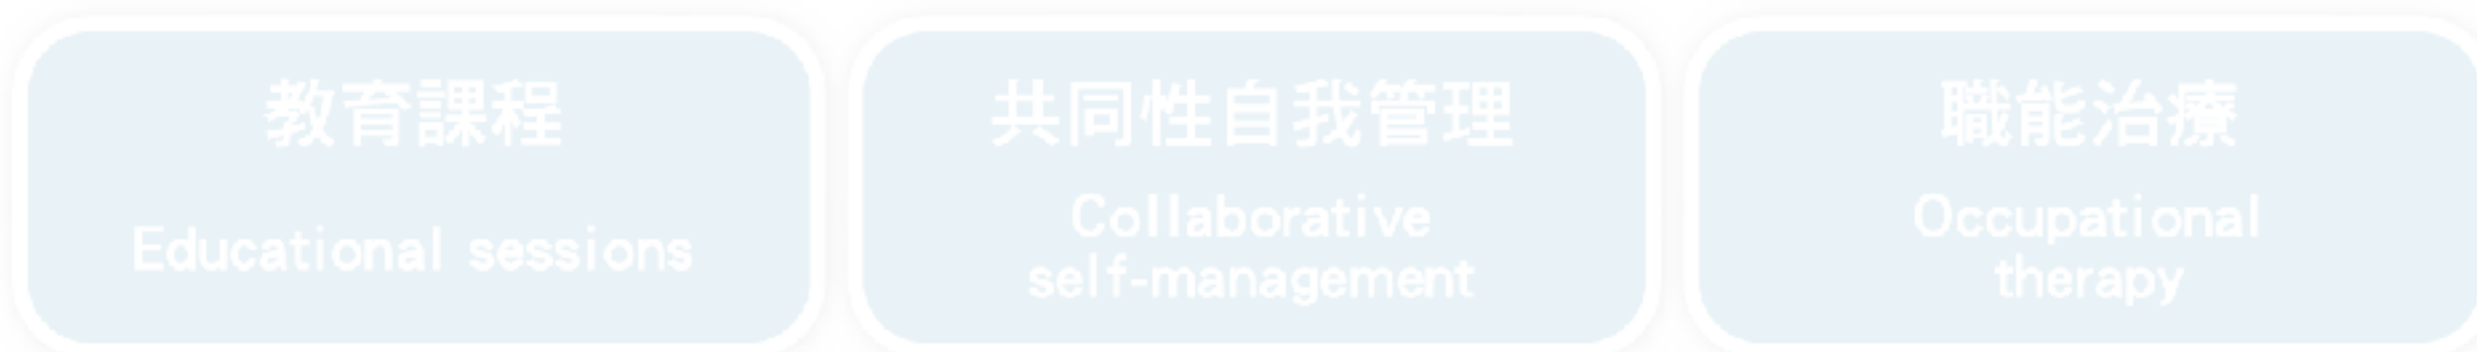 教育課程
Educational sessions
共同性自我管理
Collaborative
self-management
職能治療
Occupational
therapy